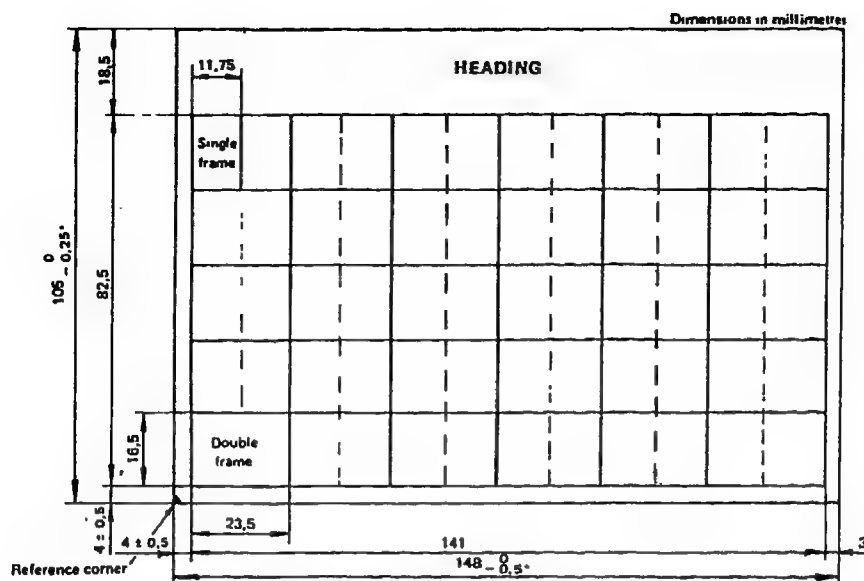 Dimensions in millimetres
18,5
11,75
HEADING
Single
frame
105 0 - 0,25*
82,5
16,5
Double
frame
4 ± 0,5
4 ± 0,5
23,5
141
3
Reference corner
148 0 - 0,5*